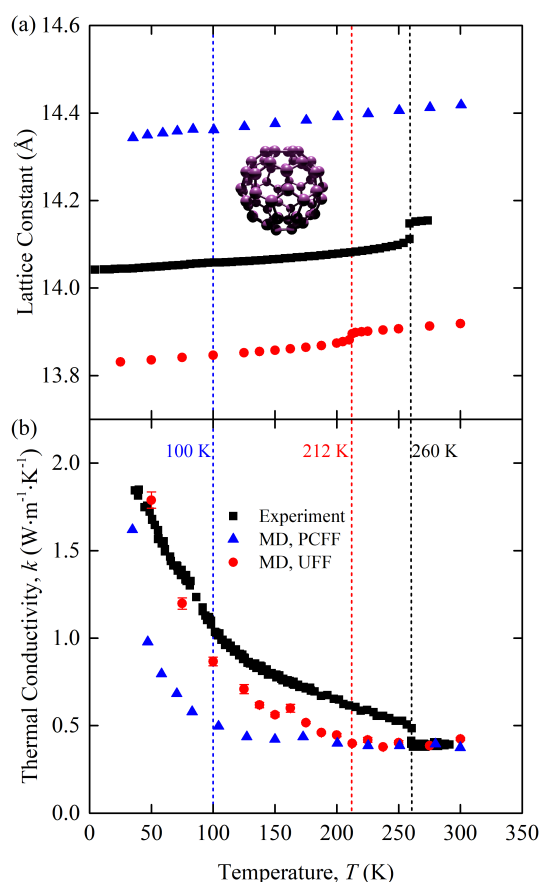 (a)
14.6
14.4
14.2
14.0
13.8
Lattice Constant (Å)
(b)
100 K
212 K
260 K
2.0
1.5
1.0
0.5
0.0
Thermal Conductivity, k (W·m⁻¹·K⁻¹)
Experiment
MD, PCFF
MD, UFF
0
50
100
150
200
250
300
350
Temperature, T (K)